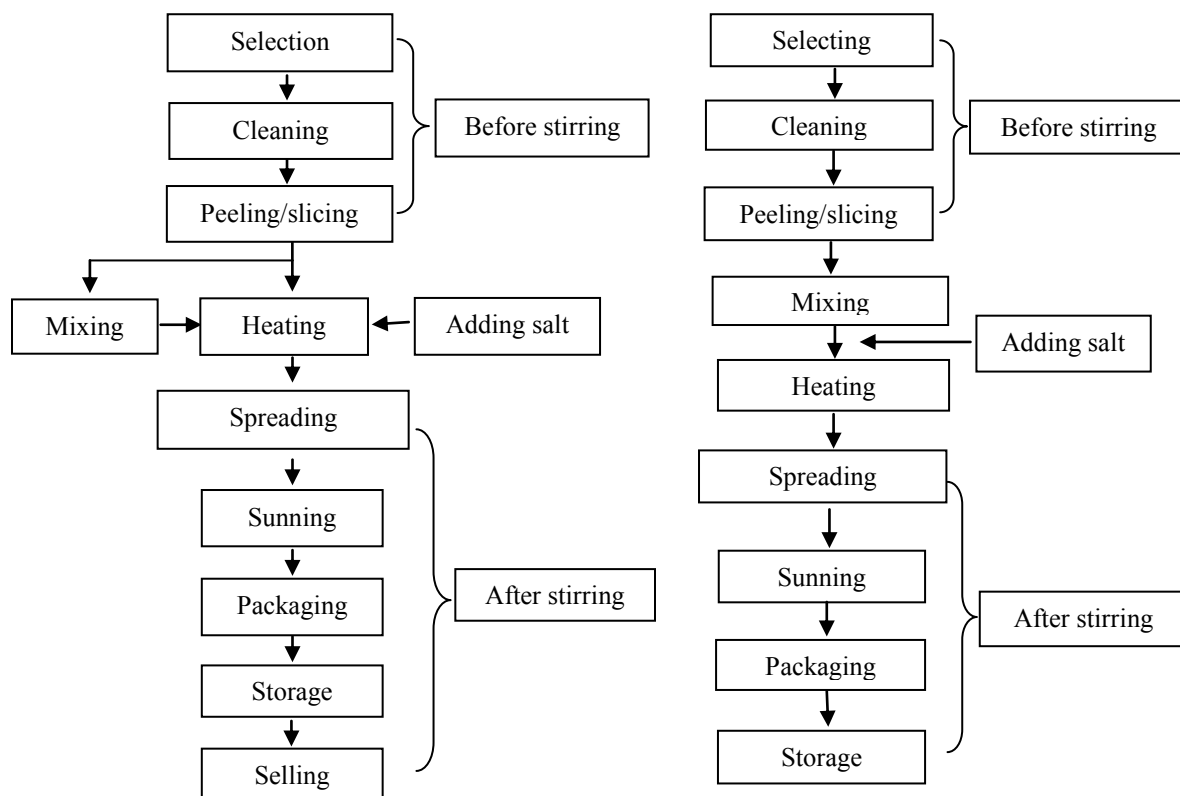 Selection
Cleaning
Before stirring
Peeling/slicing
Mixing
Heating
Adding salt
Spreading
Sunning
Packaging
After stirring
Storage
Selling
Selecting
Cleaning
Before stirring
Peeling/slicing
Mixing
Adding salt
Heating
Spreading
Sunning
After stirring
Packaging
Storage